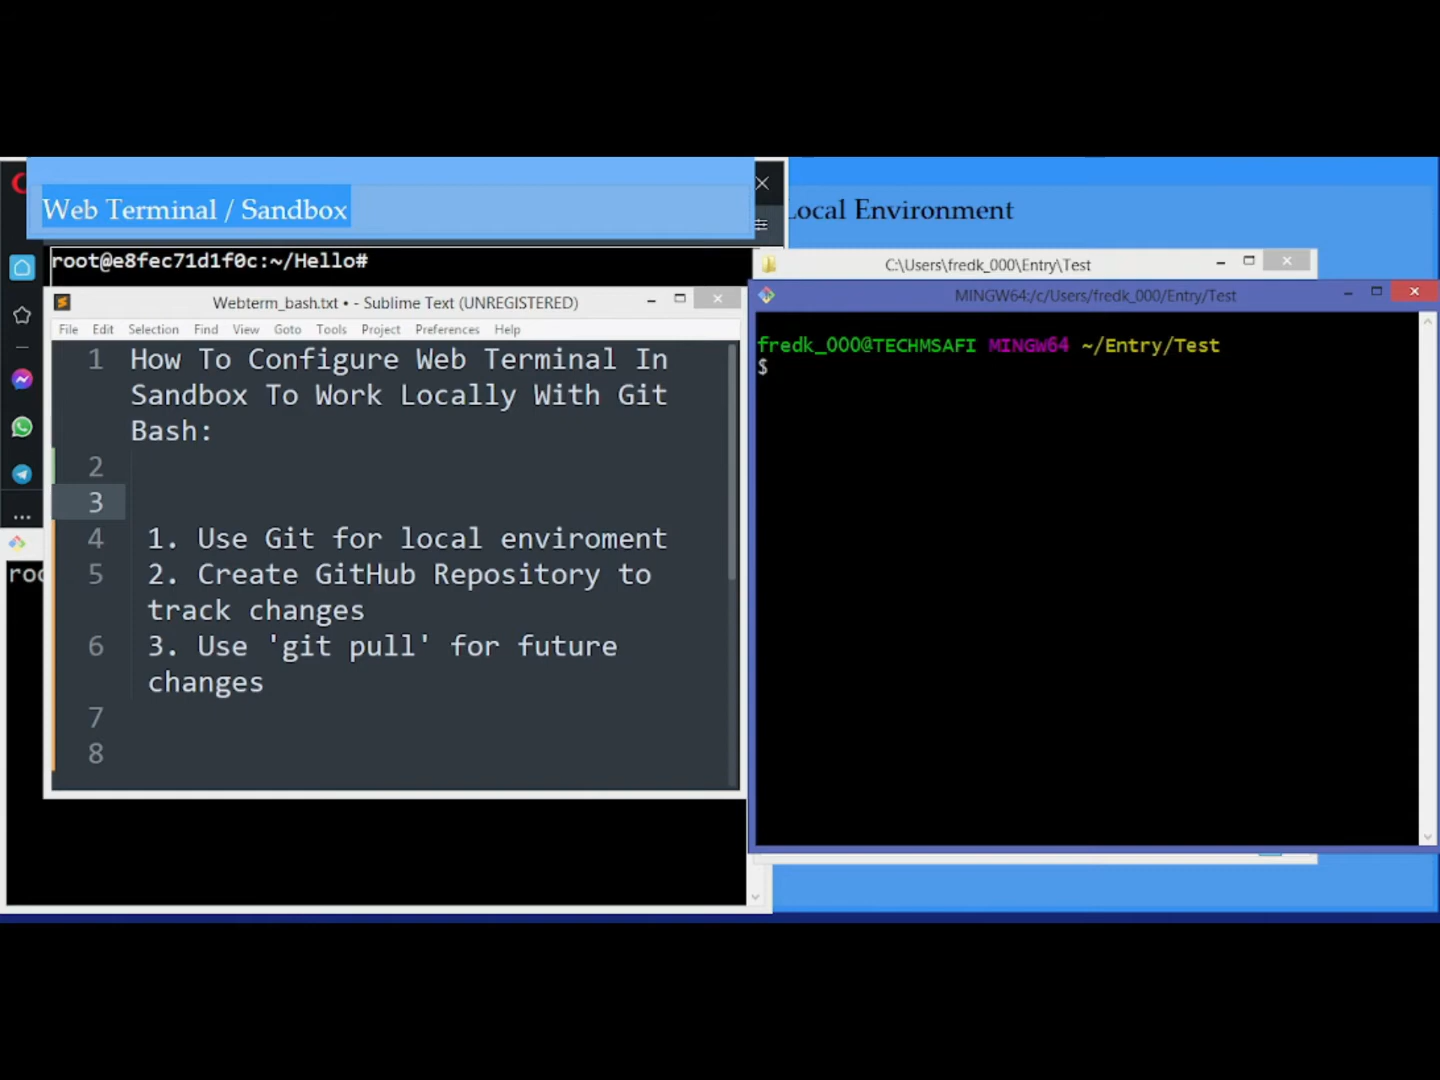 Web Terminal / Sandbox
Local Environment
root@e8fec71d1f0c:~/Hello#
C:\Users\fredk_000\Entry\Test
Webterm_bash.txt • - Sublime Text (UNREGISTERED)
MINGW64:/c/Users/fredk_000/Entry/Test
File Edit Selection Find View Goto Tools Project Preferences Help
fredk_000@TECHMSAFI MINGW64 ~/Entry/Test
$
1 How To Configure Web Terminal In
Sandbox To Work Locally With Git
Bash:
2
3
4 1. Use Git for local enviroment
5 2. Create GitHub Repository to
track changes
6 3. Use 'git pull' for future
changes
7
8